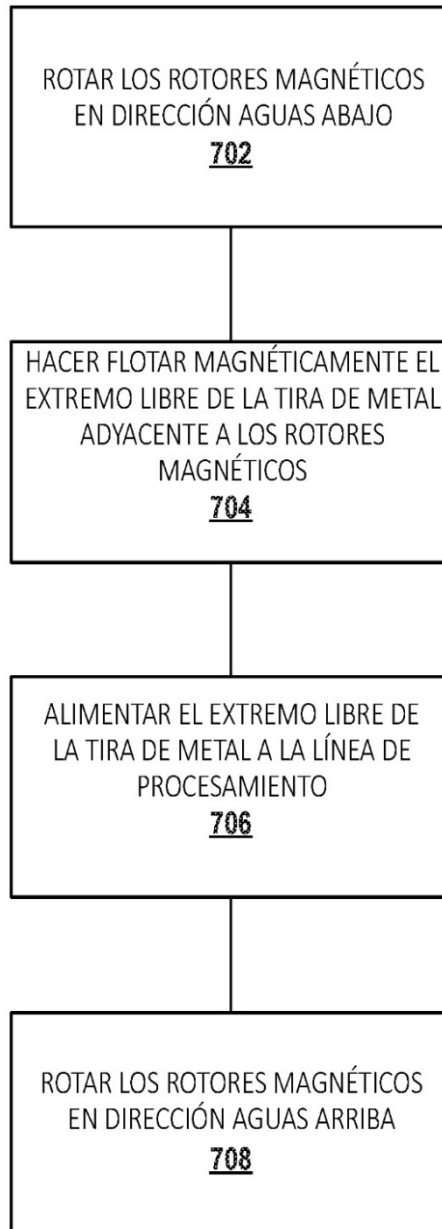 ROTAR LOS ROTORES MAGNÉTICOS
EN DIRECCIÓN AGUAS ABAJO
702
HACER FLOTAR MAGNÉTICAMENTE EL
EXTREMO LIBRE DE LA TIRA DE METAL
ADYACENTE A LOS ROTORES
MAGNÉTICOS
704
ALIMENTAR EL EXTREMO LIBRE DE
LA TIRA DE METAL A LA LÍNEA DE
PROCESAMIENTO
706
ROTAR LOS ROTORES MAGNÉTICOS
EN DIRECCIÓN AGUAS ARRIBA
708